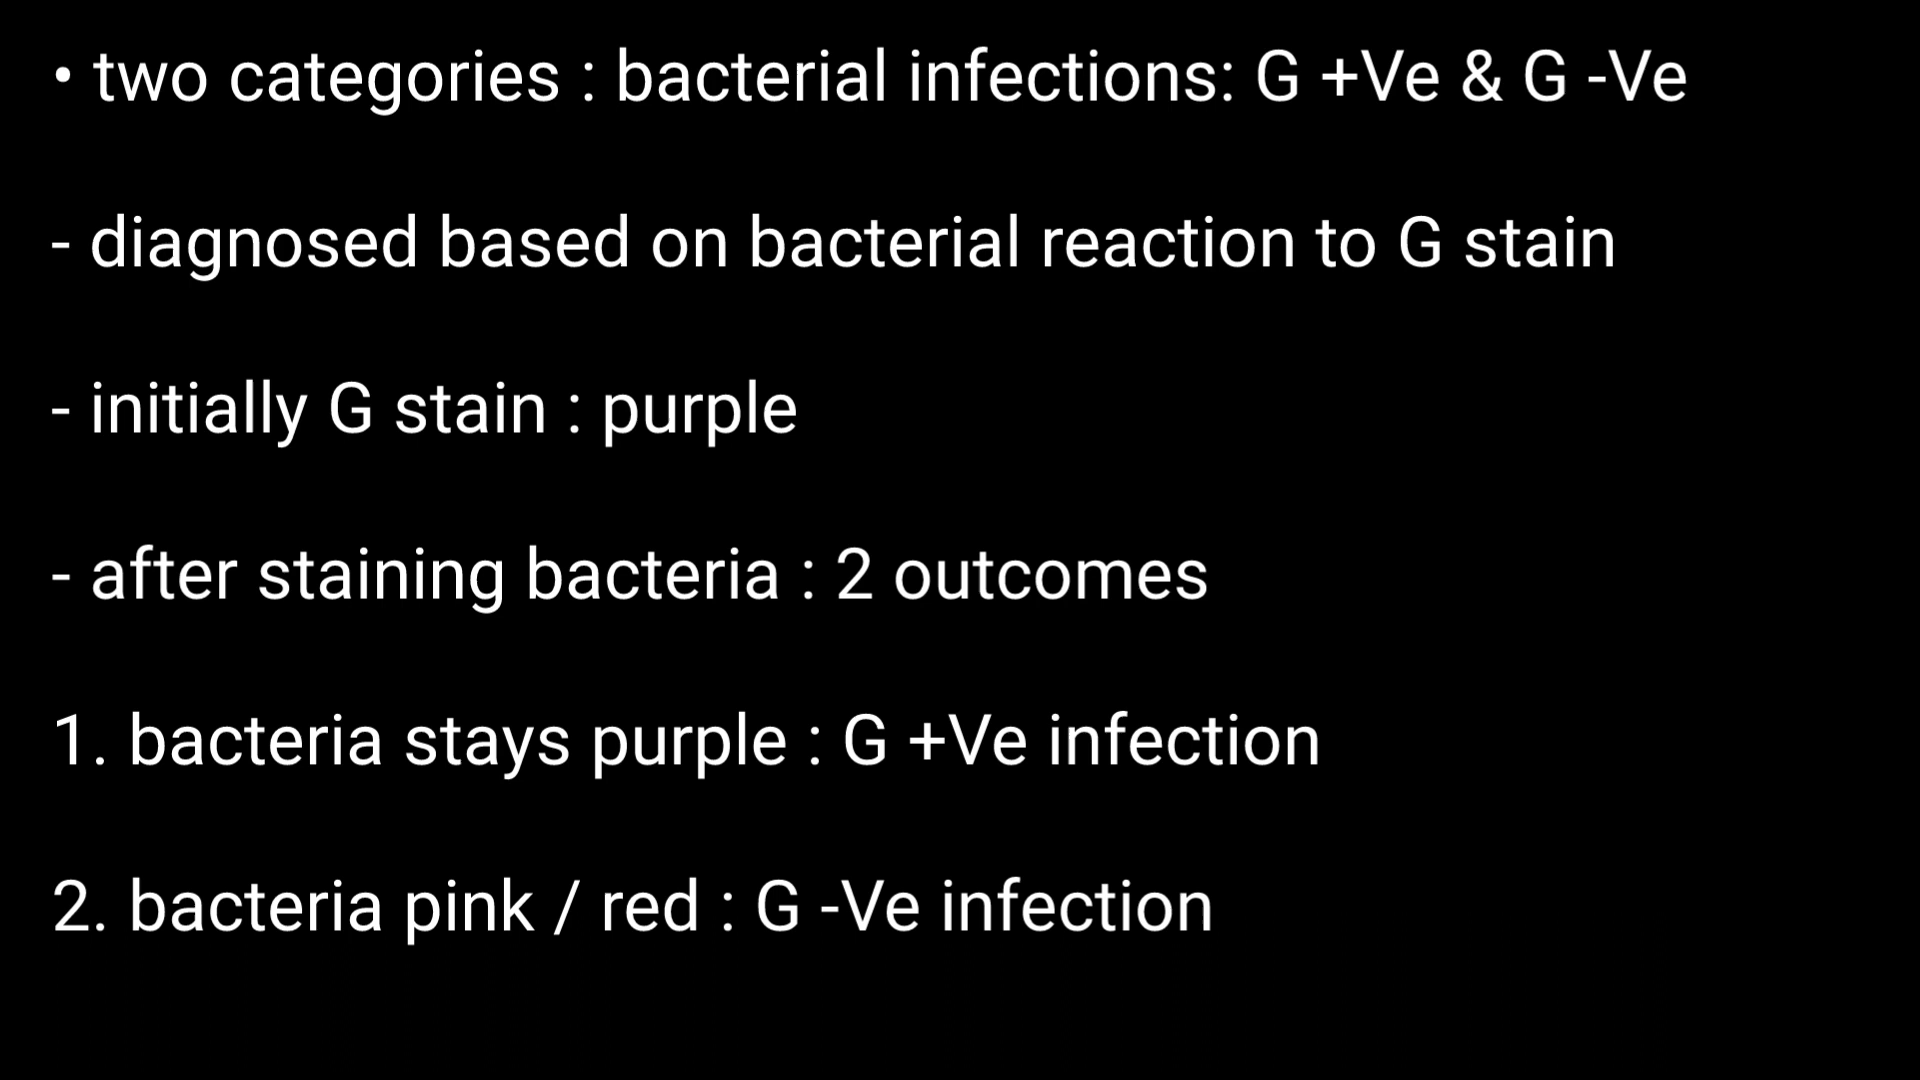 • two categories : bacterial infections: G +Ve & G -Ve
- diagnosed based on bacterial reaction to G stain
- initially G stain : purple
- after staining bacteria : 2 outcomes
1. bacteria stays purple : G +Ve infection
2. bacteria pink / red : G -Ve infection